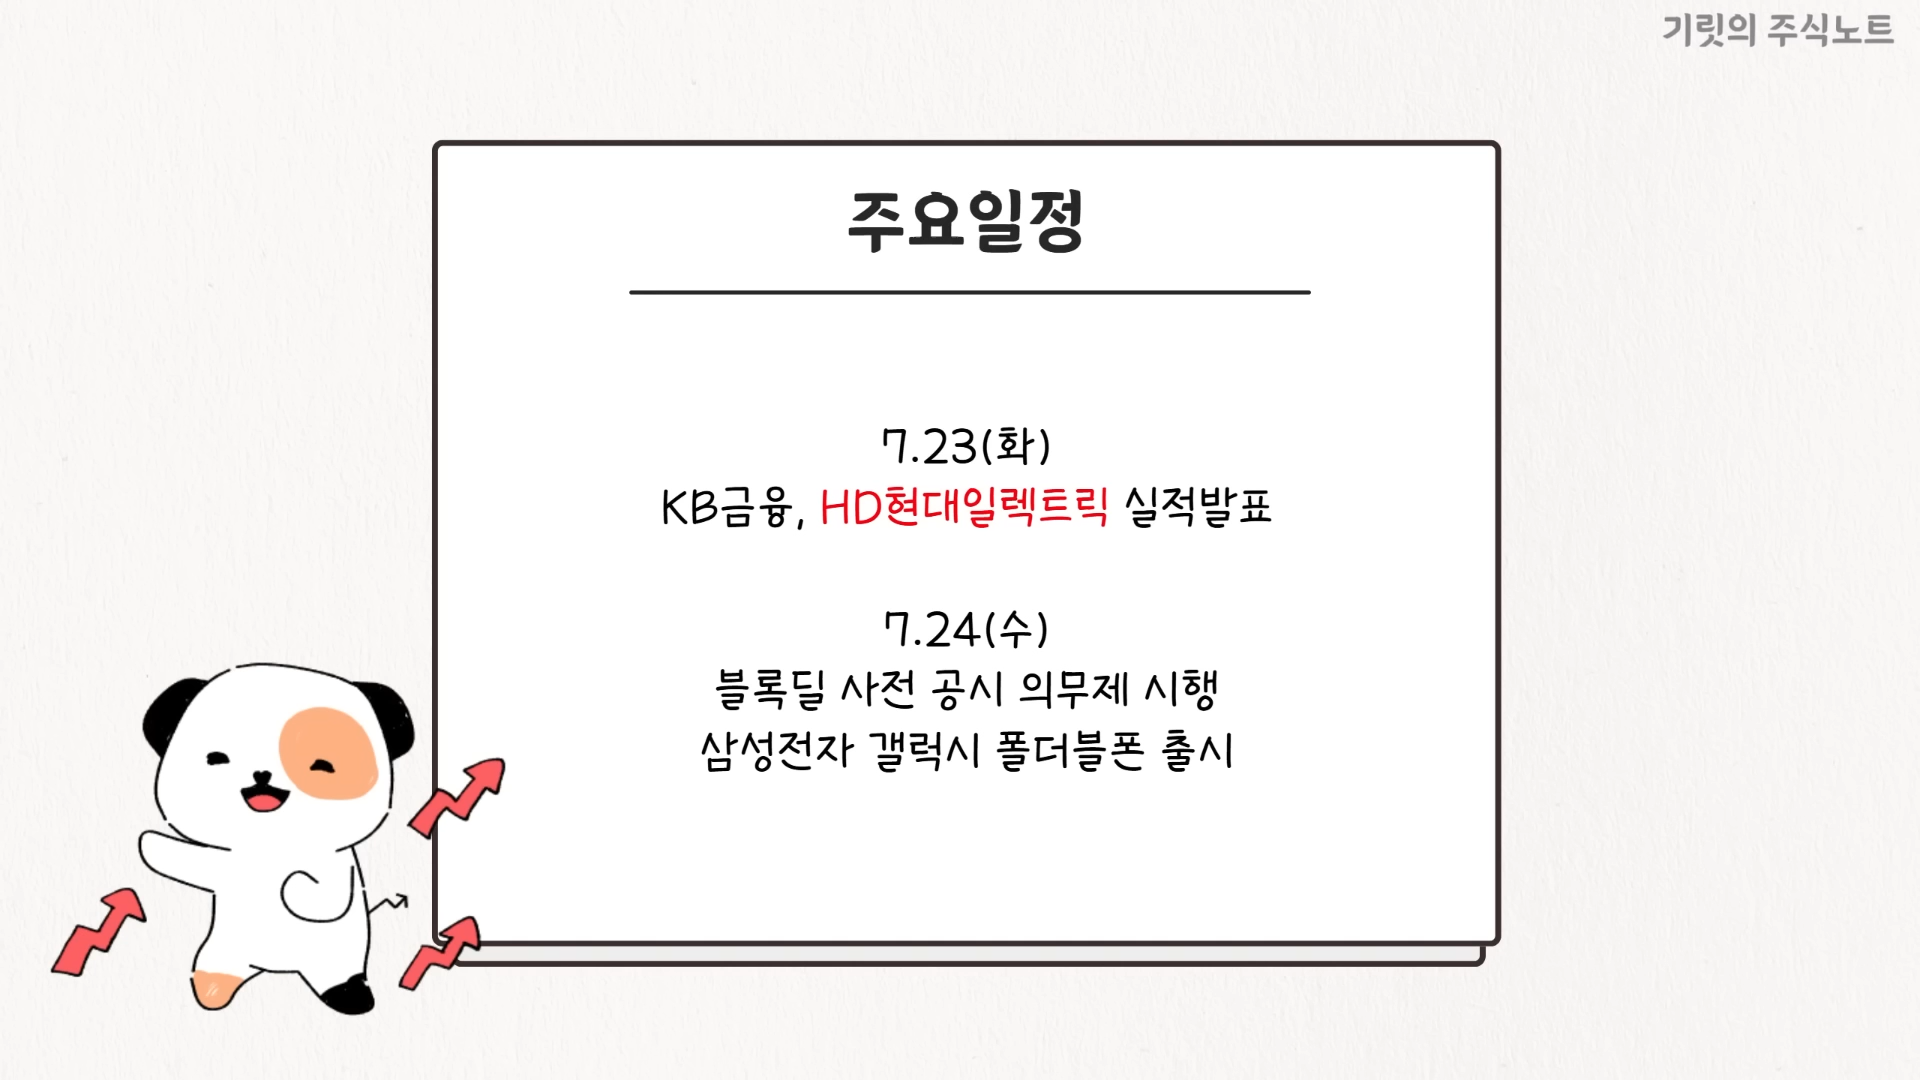 기릿의 주식노트
주요일정
7.23(화)
KB금융, HD현대일렉트릭 실적발표
7.24(수)
블록딜 사전 공시 의무제 시행
삼성전자 갤럭시 폴더블폰 출시